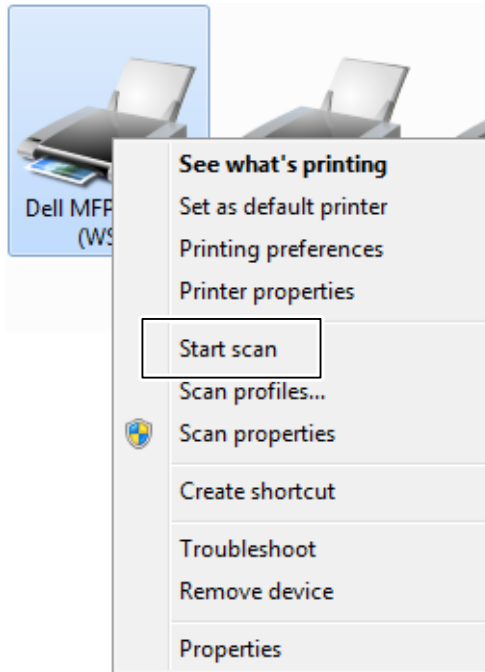 See what's printing
Set as default printer
Dell MFP
Printing preferences
Printer properties
Start scan
Scan profiles...
Scan properties
Create shortcut
Troubleshoot
Remove device
Properties